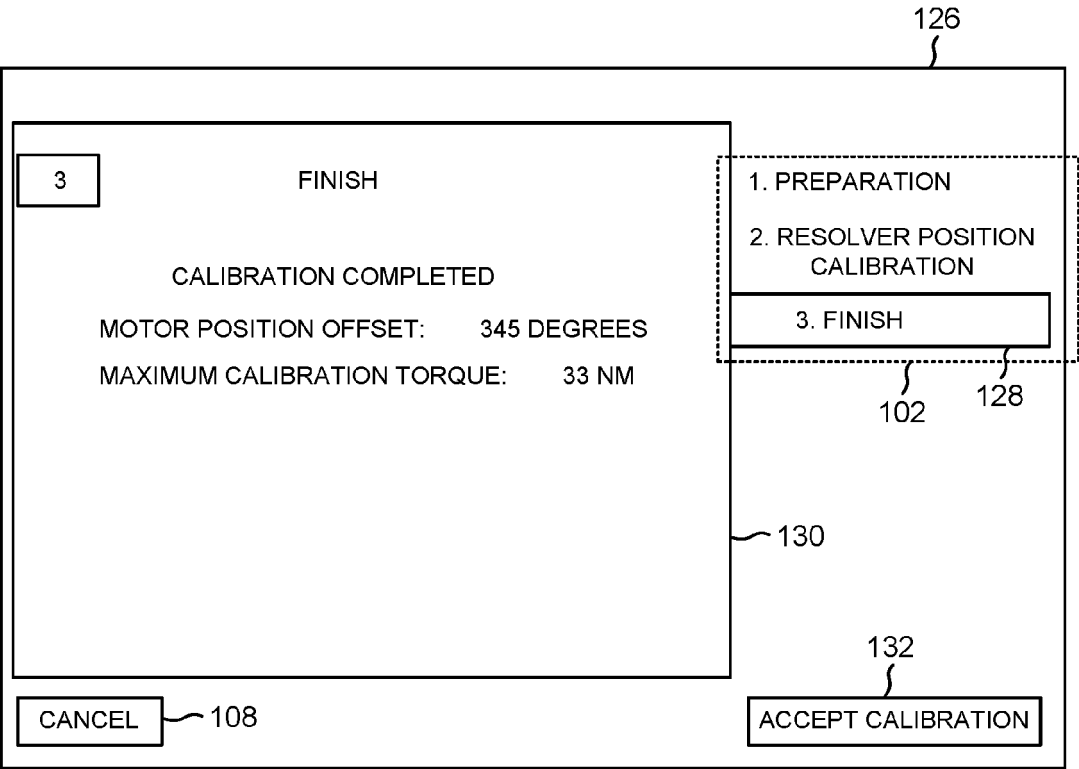 126
3
FINISH
CALIBRATION COMPLETED
MOTOR POSITION OFFSET: 345 DEGREES
MAXIMUM CALIBRATION TORQUE: 33 NM
1. PREPARATION
2. RESOLVER POSITION
CALIBRATION
3. FINISH
128
102
130
132
CANCEL
108
ACCEPT CALIBRATION